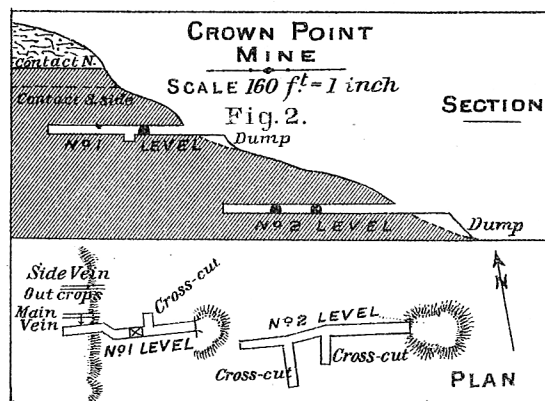 CROWN POINT
MINE
SCALE 160 ft = 1 inch
Fig. 2.
SECTION
contact N.
Contact S. side
No 1 LEVEL
Dump
No 2 LEVEL
Dump
Side Vein
Out crops
Main
Vein
Cross-cut
No 1 LEVEL
No 2 LEVEL
Cross-cut
Cross-cut
N
PLAN